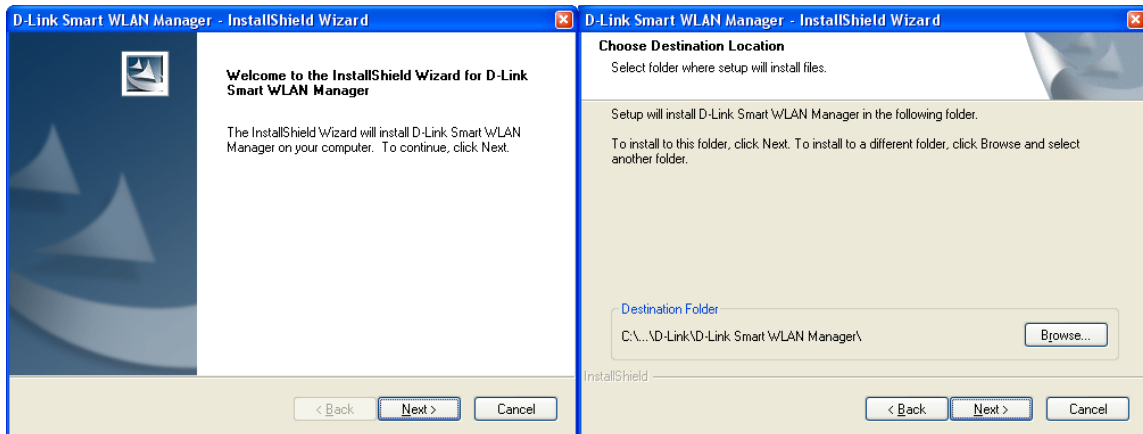 D-Link Smart WLAN Manager - InstallShield Wizard
Welcome to the InstallShield Wizard for D-Link
Smart WLAN Manager
The InstallShield Wizard will install D-Link Smart WLAN
Manager on your computer. To continue, click Next.
< Back
Next >
Cancel
D-Link Smart WLAN Manager - InstallShield Wizard
Choose Destination Location
Select folder where setup will install files.
Setup will install D-Link Smart WLAN Manager in the following folder.
To install to this folder, click Next. To install to a different folder, click Browse and select
another folder.
Destination Folder
C:\...\D-Link\D-Link Smart WLAN Manager\
Browse...
InstallShield
< Back
Next >
Cancel